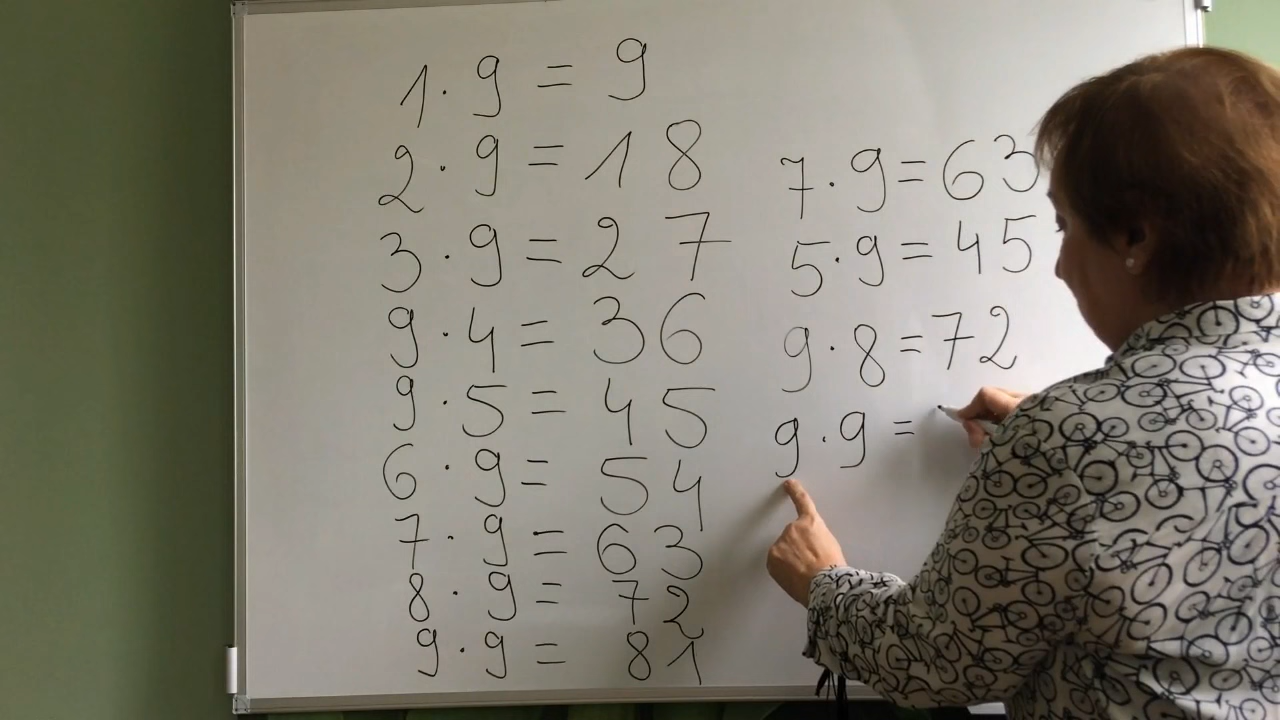 1 · 9 = 9
2 · 9 = 18
3 · 9 = 27
9 · 4 = 36
9 · 5 = 45
6 · 9 = 54
7 · 9 = 63
8 · 9 = 72
9 · 9 = 81
7 · 9 = 63
5 · 9 = 45
9 · 8 = 72
9 · 9 =